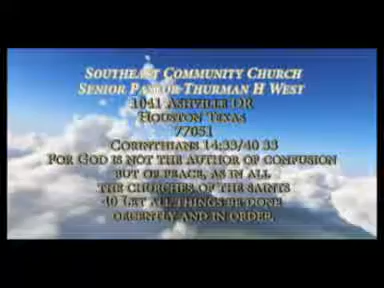 Southeast Community Church
Senior Pastor Thurman H West
1041 Ashville DR
Houston Texas
77051
Corinthians 14:33/40 33
For God is not the author of confusion
but of peace, as in all
the churches of the saints
40 Let all things be done
decently and in order.